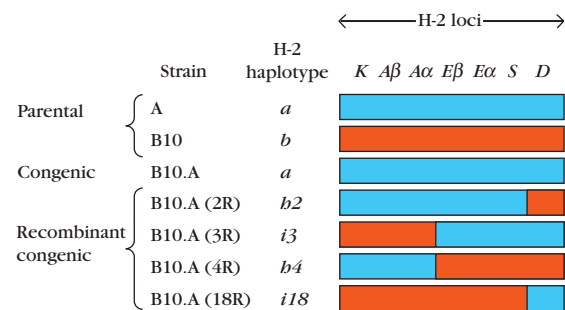 H-2 loci
H-2
Strain haplotype K Aβ Aα Eβ Eα S D
Parental A a
B10 b
Congenic B10.A a
B10.A (2R) h2
Recombinant B10.A (3R) i3
congenic B10.A (4R) h4
B10.A (18R) i18